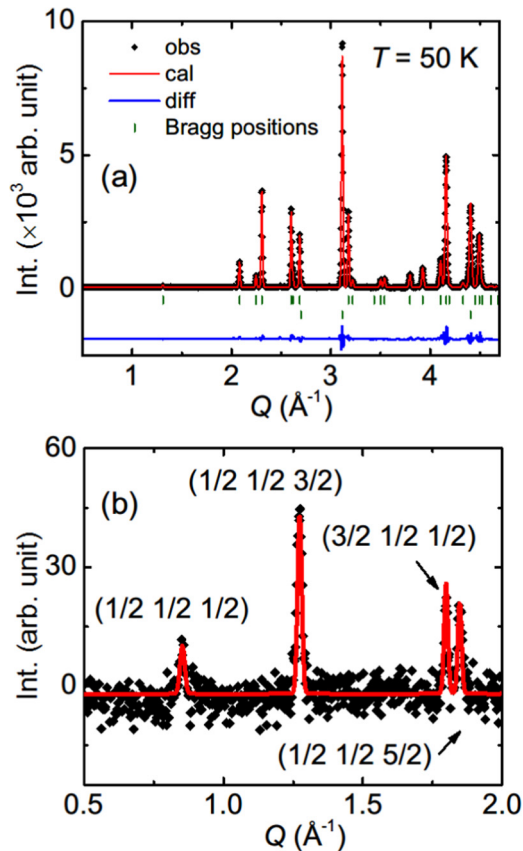 10
obs
T = 50 K
cal
diff
Bragg positions
5
(a)
0
Int. (×10³ arb. unit)
1 2 3 4
Q (Å⁻¹)
60
(1/2 1/2 3/2)
(b)
(3/2 1/2 1/2)
30
(1/2 1/2 1/2)
0
Int. (arb. unit)
(1/2 1/2 5/2)
0.5 1.0 1.5 2.0
Q (Å⁻¹)